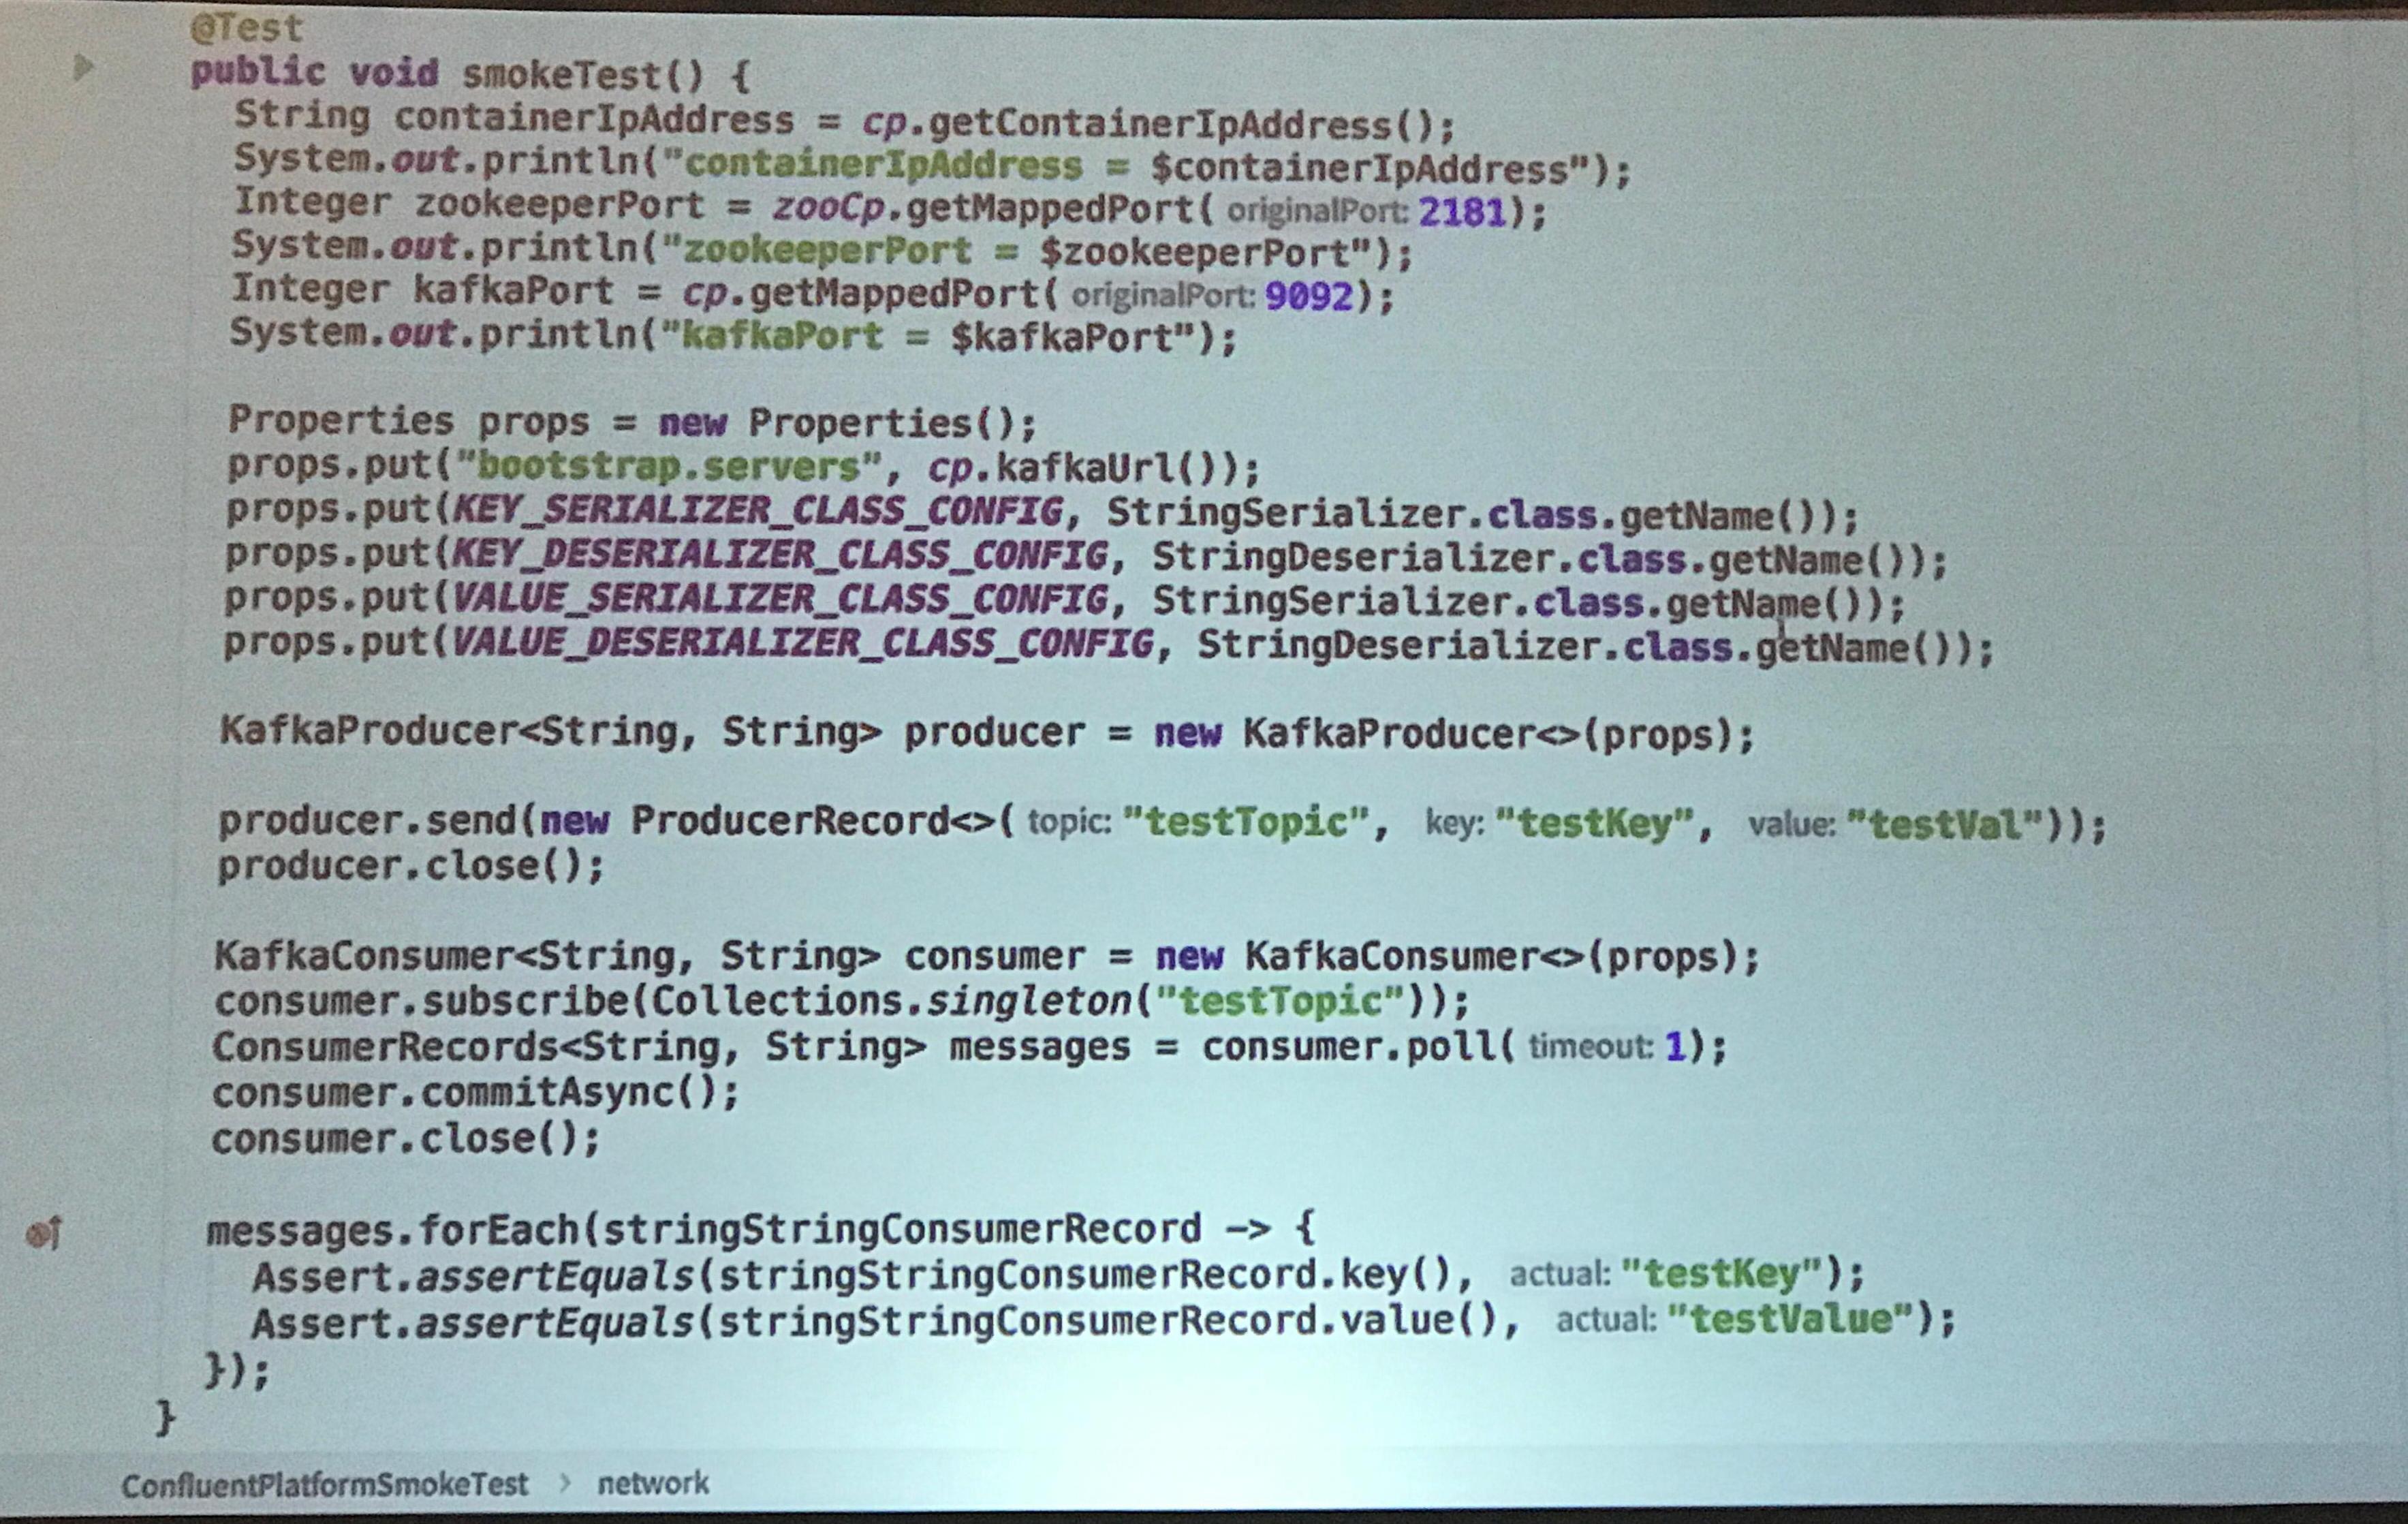 @Test
public void smokeTest() {
String containerIpAddress = cp.getContainerIpAddress();
System.out.println("containerIpAddress = $containerIpAddress");
Integer zookeeperPort = zooCp.getMappedPort( originalPort: 2181);
System.out.println("zookeeperPort = $zookeeperPort");
Integer kafkaPort = cp.getMappedPort( originalPort: 9092);
System.out.println("kafkaPort = $kafkaPort");
Properties props = new Properties();
props.put("bootstrap.servers", cp.kafkaUrl());
props.put(KEY_SERIALIZER_CLASS_CONFIG, StringSerializer.class.getName());
props.put(KEY_DESERIALIZER_CLASS_CONFIG, StringDeserializer.class.getName());
props.put(VALUE_SERIALIZER_CLASS_CONFIG, StringSerializer.class.getName());
props.put(VALUE_DESERIALIZER_CLASS_CONFIG, StringDeserializer.class.getName());
KafkaProducer<String, String> producer = new KafkaProducer<>(props);
producer.send(new ProducerRecord<>( topic: "testTopic", key: "testKey", value: "testVal"));
producer.close();
KafkaConsumer<String, String> consumer = new KafkaConsumer<>(props);
consumer.subscribe(Collections.singleton("testTopic"));
ConsumerRecords<String, String> messages = consumer.poll( timeout: 1);
consumer.commitAsync();
consumer.close();
messages.forEach(stringStringConsumerRecord -> {
Assert.assertEquals(stringStringConsumerRecord.key(), actual: "testKey");
Assert.assertEquals(stringStringConsumerRecord.value(), actual: "testValue");
});
}
ConfluentPlatformSmokeTest > network